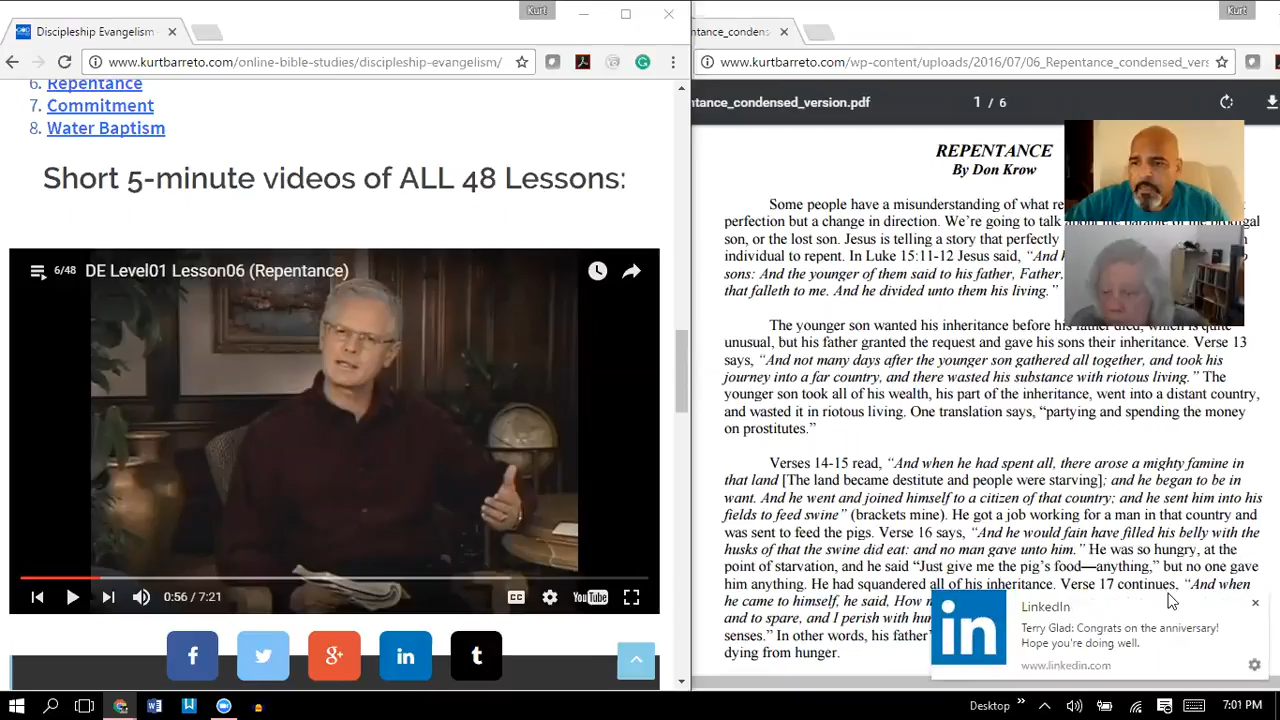 Kurt
Discipleship Evangelism
www.kurtbarreto.com/online-bible-studies/discipleship-evangelism/
6. Repentance
7. Commitment
8. Water Baptism
Short 5-minute videos of ALL 48 Lessons:
6/48 DE Level01 Lesson06 (Repentance)
0:56 / 7:21
CC
YouTube
f
g+
in
t
Kurt
ntance_condens
www.kurtbarreto.com/wp-content/uploads/2016/07/06_Repentance_condensed_vers
ntance_condensed_version.pdf 1 / 6
REPENTANCE
By Don Krow
Some people have a misunderstanding of what re
perfection but a change in direction. We’re going to talk about the parable of the prodigal
son, or the lost son. Jesus is telling a story that perfectly
individual to repent. In Luke 15:11-12 Jesus said, “And
sons: And the younger of them said to his father, Father,
that falleth to me. And he divided unto them his living.”
The younger son wanted his inheritance before his father died, which is quite
unusual, but his father granted the request and gave his sons their inheritance. Verse 13
says, “And not many days after the younger son gathered all together, and took his
journey into a far country, and there wasted his substance with riotous living.” The
younger son took all of his wealth, his part of the inheritance, went into a distant country,
and wasted it in riotous living. One translation says, “partying and spending the money
on prostitutes.”
Verses 14-15 read, “And when he had spent all, there arose a mighty famine in
that land [The land became destitute and people were starving]; and he began to be in
want. And he went and joined himself to a citizen of that country; and he sent him into his
fields to feed swine” (brackets mine). He got a job working for a man in that country and
was sent to feed the pigs. Verse 16 says, “And he would fain have filled his belly with the
husks of that the swine did eat: and no man gave unto him.” He was so hungry, at the
point of starvation, and he said “Just give me the pig’s food—anything,” but no one gave
him anything. He had squandered all of his inheritance. Verse 17 continues, “And when
he came to himself, he said, How m
and to spare, and I perish with hun
senses.” In other words, his father’
dying from hunger.
LinkedIn
Terry Glad: Congrats on the anniversary!
Hope you're doing well.
www.linkedin.com
in
Desktop
7:01 PM